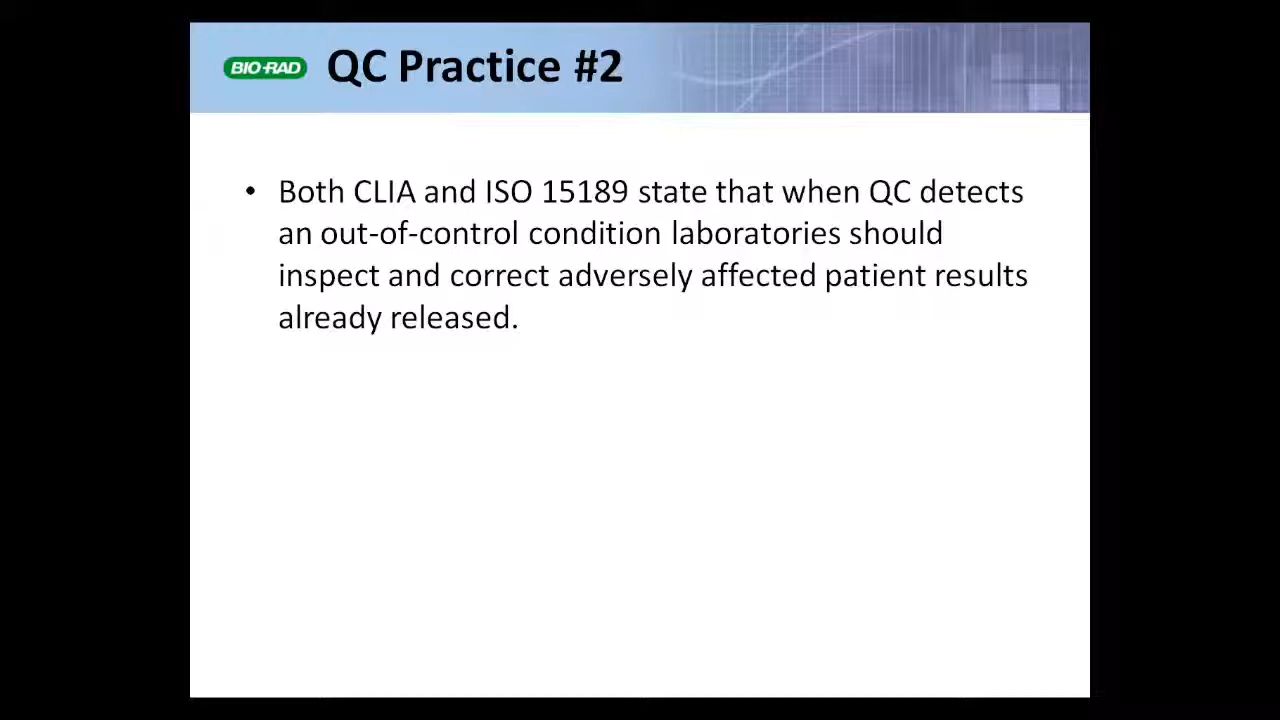 BIO-RAD QC Practice #2
• Both CLIA and ISO 15189 state that when QC detects
an out-of-control condition laboratories should
inspect and correct adversely affected patient results
already released.